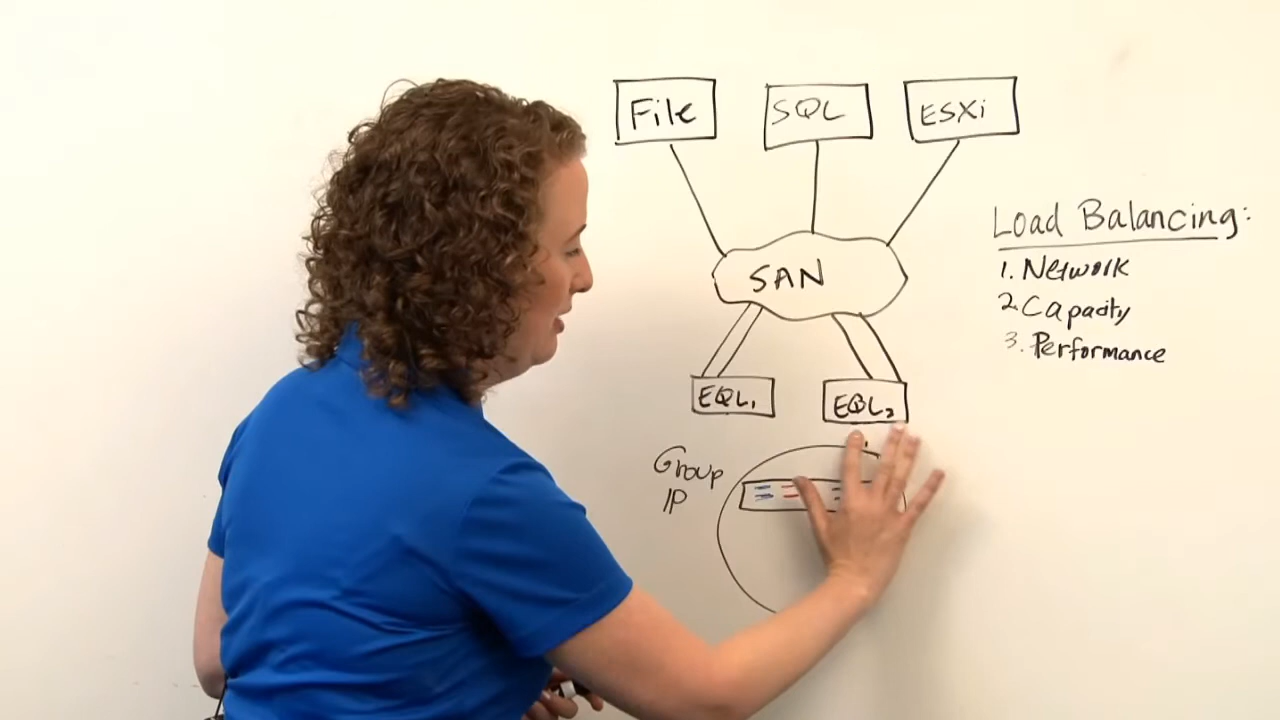 File
SQL
ESXi
SAN
EQL1
EQL2
Group
IP
Load Balancing:
1. Network
2. Capacity
3. Performance